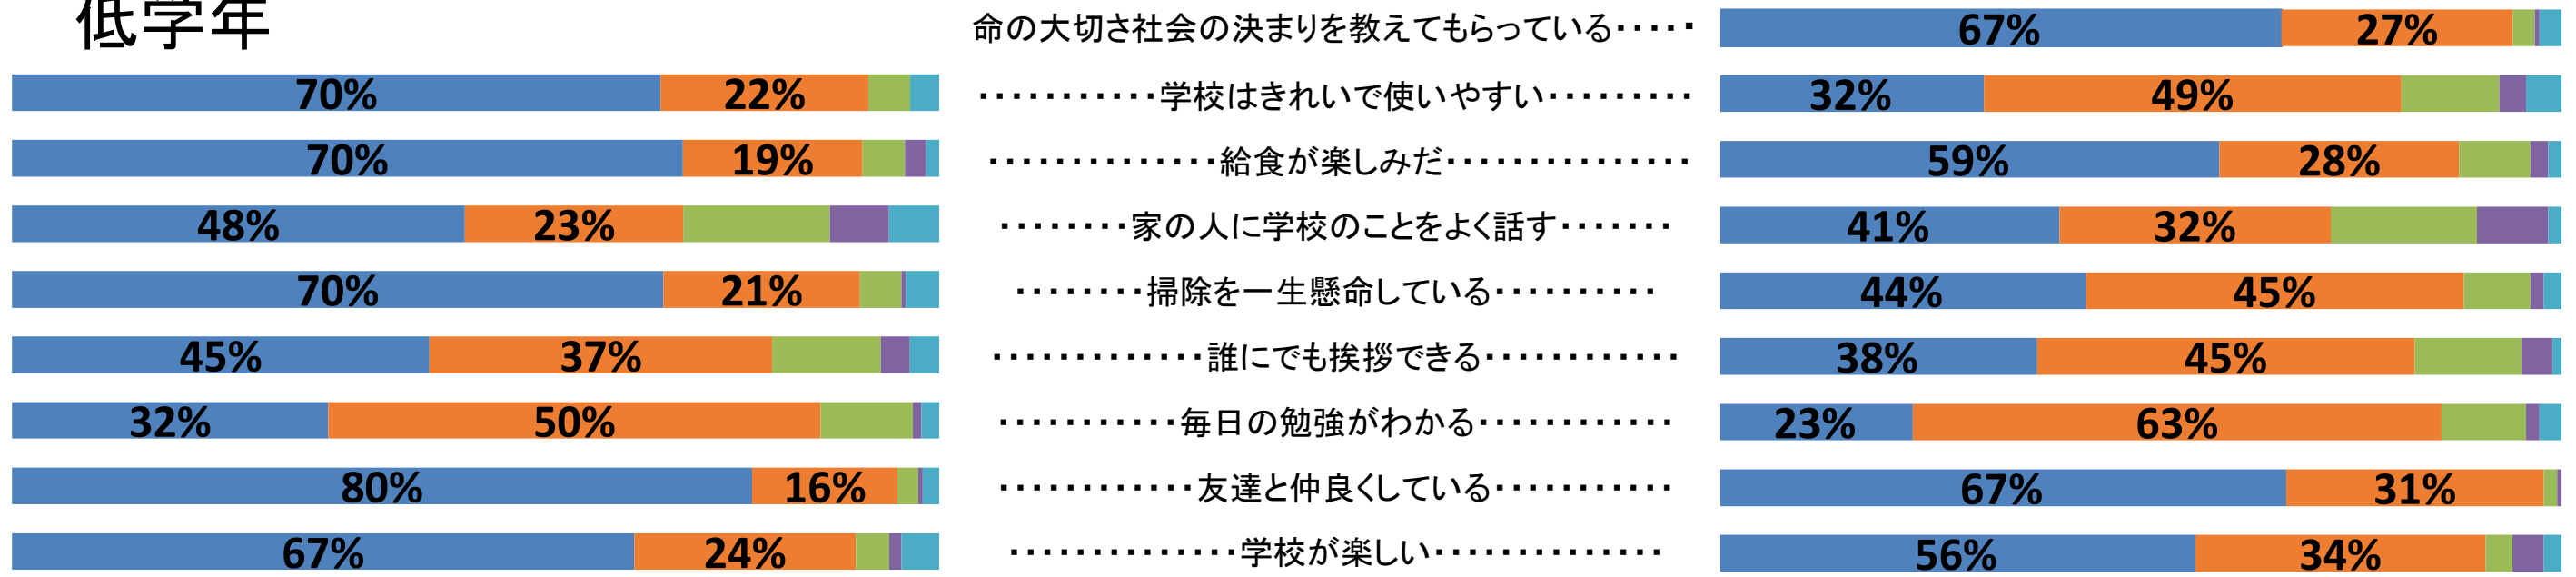 低学年
命の大切さ社会の決まりを教えてもらっている····· 67% 27%
70% 22% ···········学校はきれいで使いやすい········· 32% 49%
70% 19% ··············給食が楽しみだ··············· 59% 28%
48% 23% ········家の人に学校のことをよく話す······· 41% 32%
70% 21% ········掃除を一生懸命している·········· 44% 45%
45% 37% ·············誰にでも挨拶できる············ 38% 45%
32% 50% ···········毎日の勉強がわかる············ 23% 63%
80% 16% ············友達と仲良くしている··········· 67% 31%
67% 24% ··············学校が楽しい·············· 56% 34%